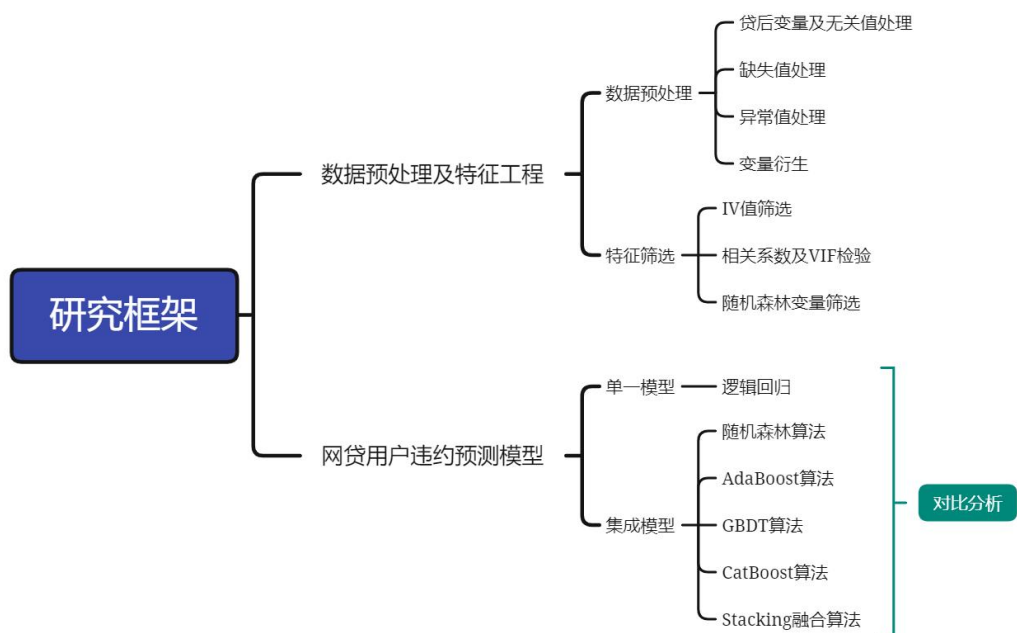 研究框架
数据预处理及特征工程
数据预处理
贷后变量及无关值处理
缺失值处理
异常值处理
变量衍生
特征筛选
IV值筛选
相关系数及VIF检验
随机森林变量筛选
网贷用户违约预测模型
单一模型
逻辑回归
集成模型
随机森林算法
AdaBoost算法
GBDT算法
CatBoost算法
Stacking融合算法
对比分析